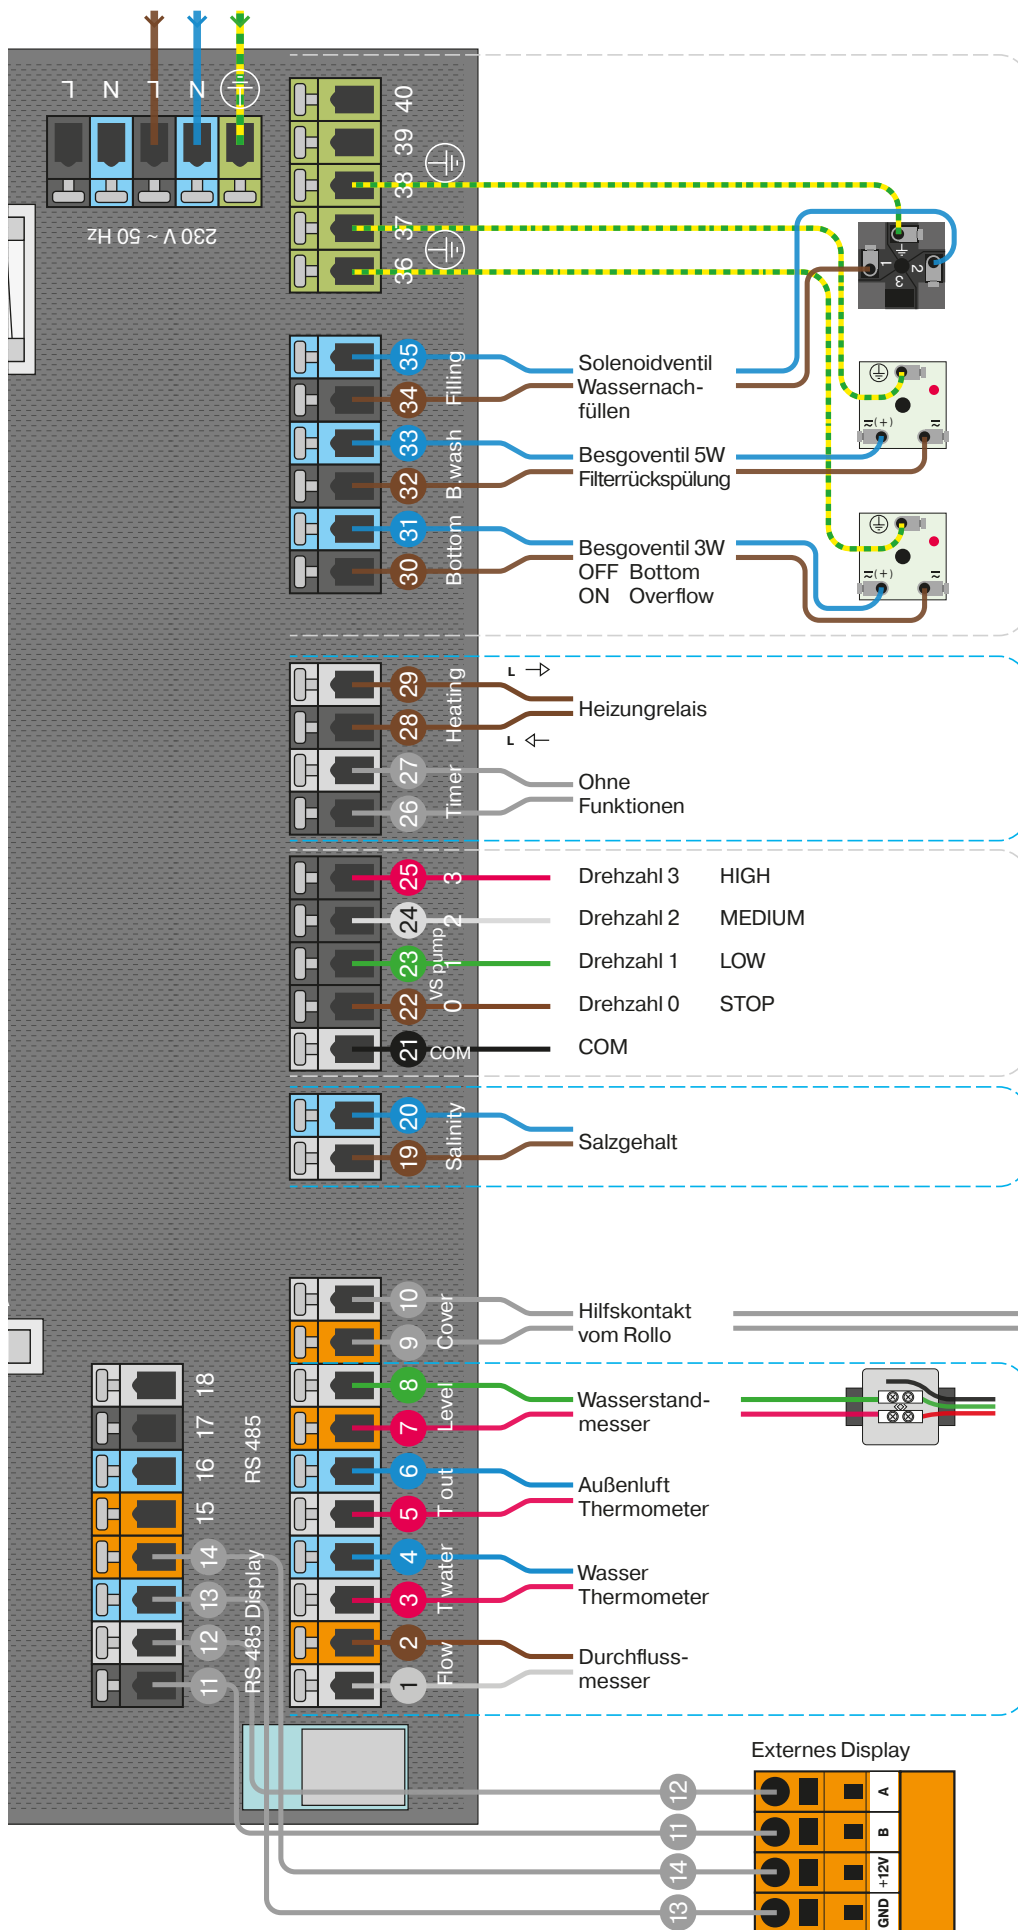 L N L N
230 V ~ 50 Hz
40
39
38
37
36
1
2
3
35
34
Filling
Solenoidventil
Wassernach-
füllen
33
32
B.wash
Besgoventil 5W
Filterrückspülung
≂(+) ≂
31
30
Bottom
Besgoventil 3W
OFF Bottom
ON Overflow
≂(+) ≂
29
28
Heating
L
L
Heizungrelais
27
26
Timer
Ohne
Funktionen
25 3 Drehzahl 3 HIGH
24 2 Drehzahl 2 MEDIUM
23 1 Drehzahl 1 LOW
22 0 Drehzahl 0 STOP
VS pump
21 COM COM
20
19
Salinity
Salzgehalt
10
9
Cover
Hilfskontakt
vom Rollo
8
7
Level
Wasserstand-
messer
6
5
T out
Außenluft
Thermometer
4
3
T water
Wasser
Thermometer
2
1
Flow
Durchfluss-
messer
18
17
16
15
RS 485
14
13
12
11
RS 485 Display
Externes Display
12 A
11 B
14 +12V
13 GND